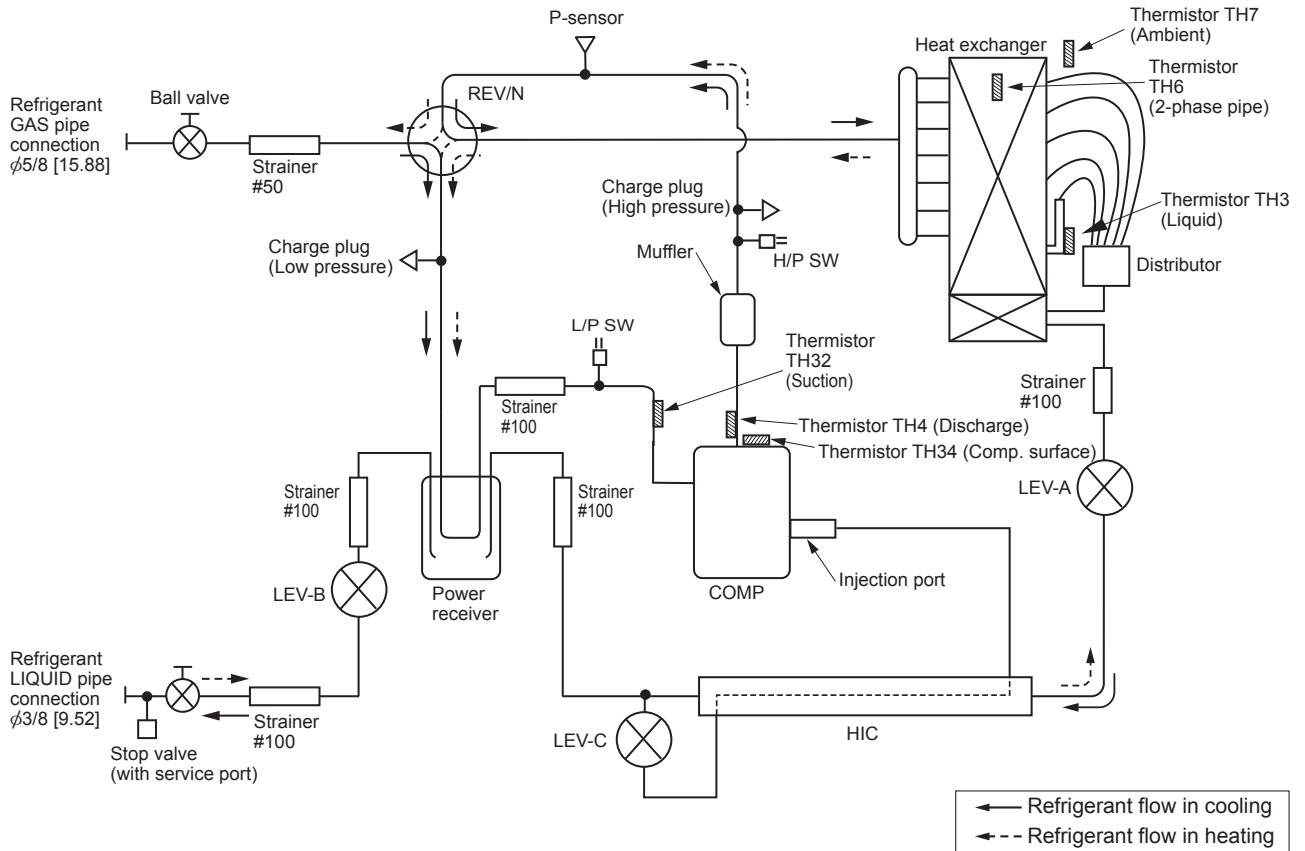 P-sensor
Thermistor TH7
(Ambient)
Heat exchanger
Thermistor
TH6
(2-phase pipe)
Refrigerant
GAS pipe
connection
ϕ5/8 [15.88]
Ball valve
REV/N
Strainer
#50
Charge plug
(High pressure)
Thermistor TH3
(Liquid)
Charge plug
(Low pressure)
H/P SW
Muffler
Distributor
L/P SW
Thermistor
TH32
(Suction)
Strainer
#100
Strainer
#100
Thermistor TH4 (Discharge)
Thermistor TH34 (Comp. surface)
Strainer
#100
Strainer
#100
LEV-A
LEV-B
Power
receiver
COMP
Injection port
Refrigerant
LIQUID pipe
connection
ϕ3/8 [9.52]
Strainer
#100
Stop valve
(with service port)
LEV-C
HIC
Refrigerant flow in cooling
Refrigerant flow in heating